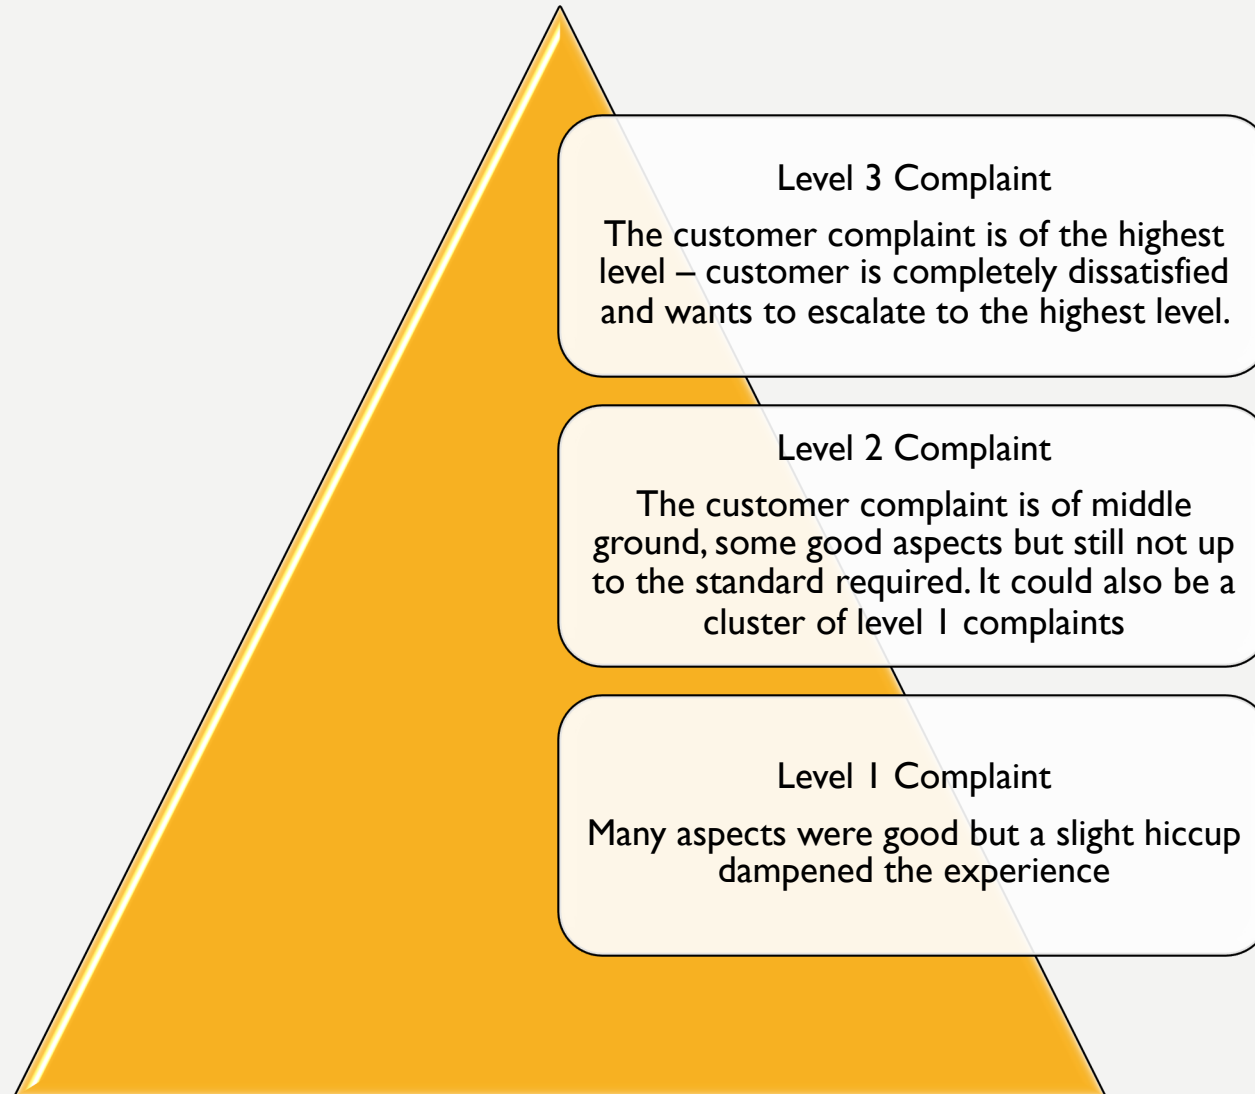 Level 3 Complaint
The customer complaint is of the highest
level – customer is completely dissatisfied
and wants to escalate to the highest level.
Level 2 Complaint
The customer complaint is of middle
ground, some good aspects but still not up
to the standard required. It could also be a
cluster of level 1 complaints
Level 1 Complaint
Many aspects were good but a slight hiccup
dampened the experience